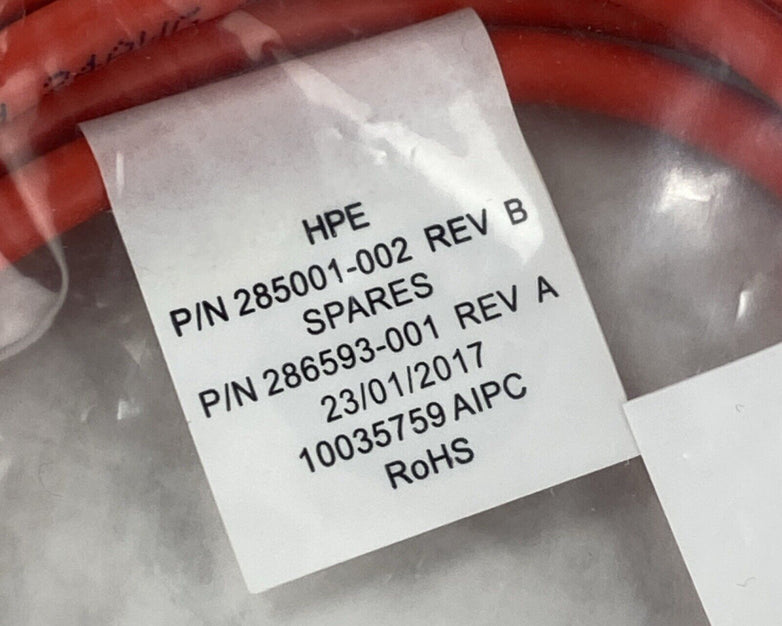 HPE
P/N 285001-002 REV B
SPARES
P/N 286593-001 REV A
23/01/2017
10035759 AIPC
RoHS